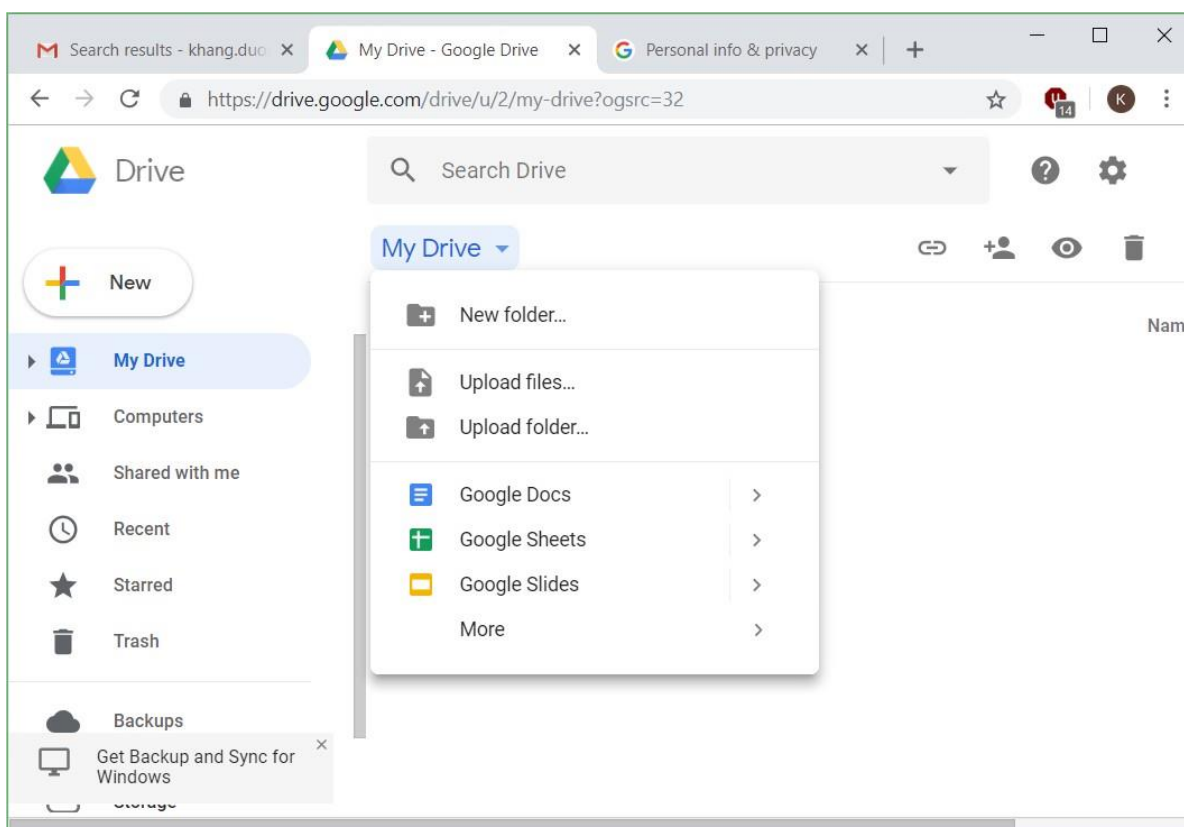 Search results - khang.duo
My Drive - Google Drive
Personal info & privacy
https://drive.google.com/drive/u/2/my-drive?ogsrc=32
14
K
Drive
Search Drive
My Drive
New
New folder...
Nam
Upload files...
My Drive
Upload folder...
Computers
Shared with me
Google Docs
Recent
Google Sheets
Starred
Google Slides
Trash
More
Backups
Get Backup and Sync for
Windows
Storage